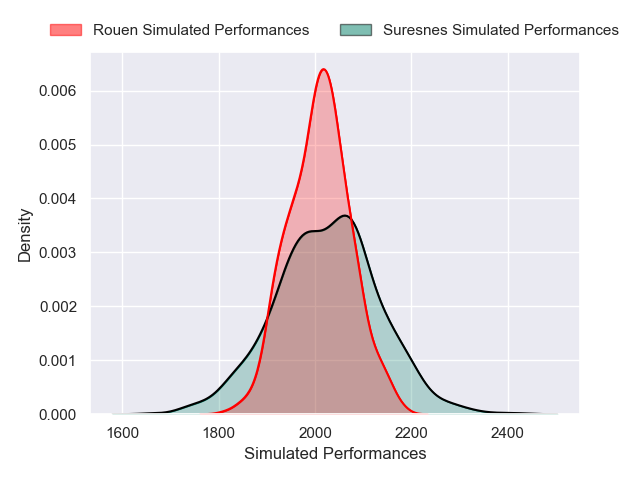 Rouen Simulated Performances
Suresnes Simulated Performances
0.006
0.005
0.004
0.003
0.002
0.001
0.000
Density
1600 1800 2000 2200 2400
Simulated Performances